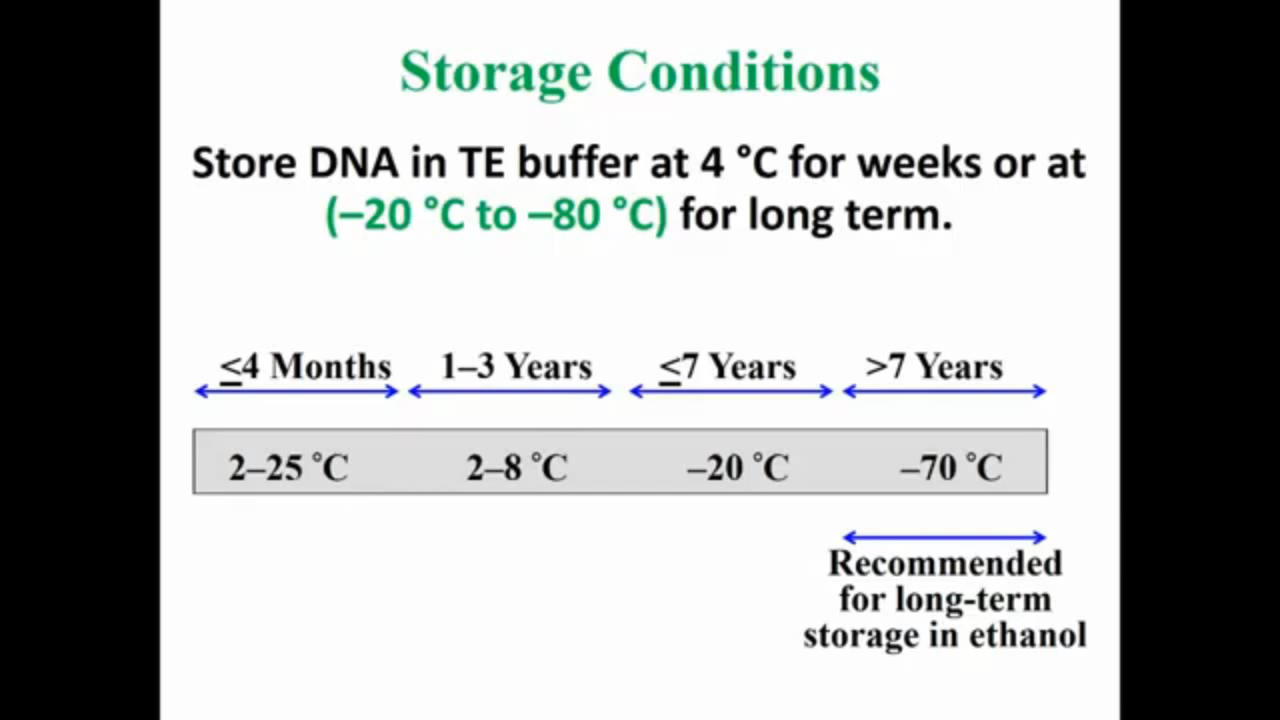 Storage Conditions
Store DNA in TE buffer at 4 °C for weeks or at
(–20 °C to –80 °C) for long term.
≤4 Months 1–3 Years ≤7 Years >7 Years
2–25 °C 2–8 °C –20 °C –70 °C
Recommended
for long-term
storage in ethanol